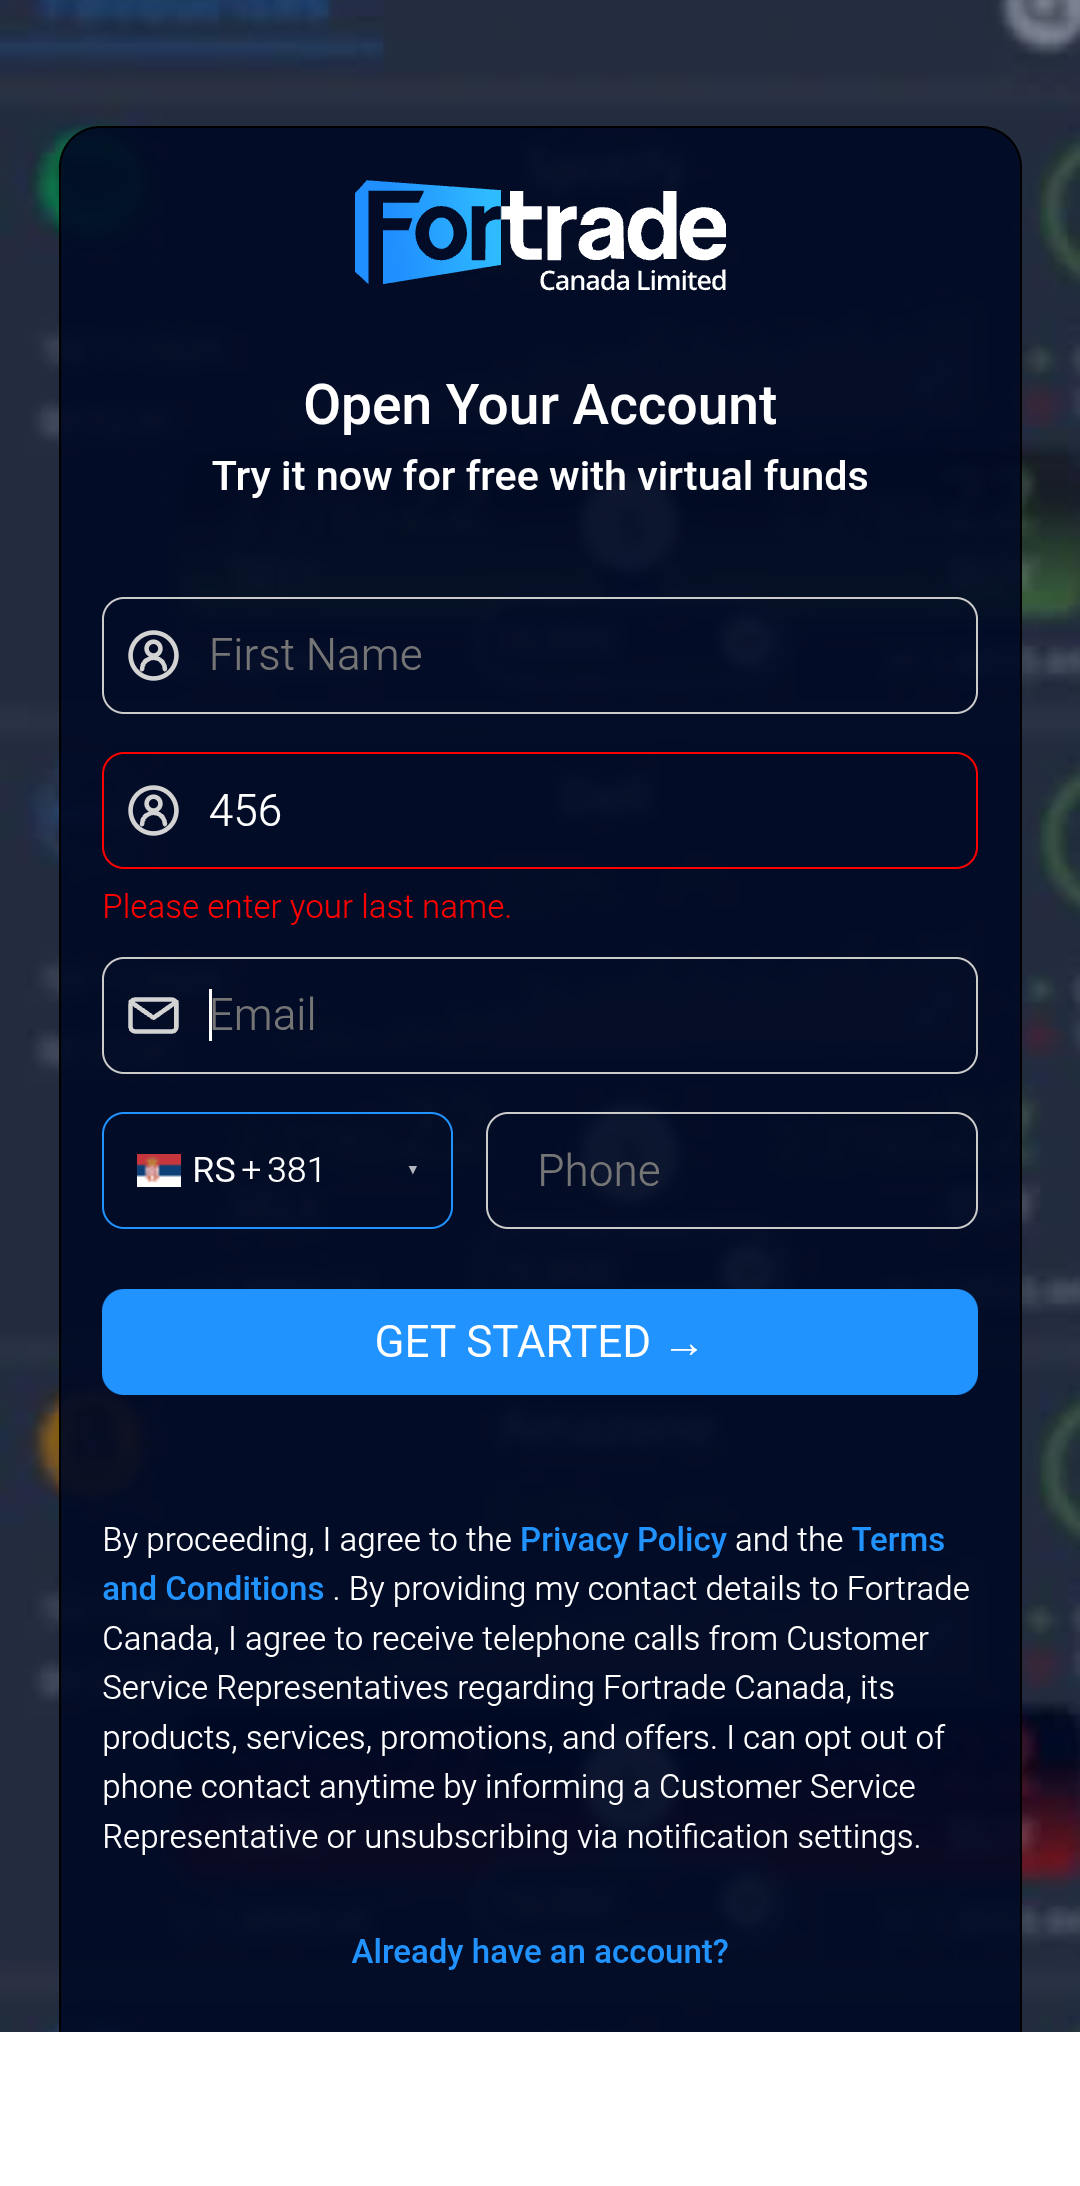 Fortrade
Canada Limited
Open Your Account
Try it now for free with virtual funds
First Name
456
Please enter your last name.
Email
RS + 381 ▼
Phone
GET STARTED →
By proceeding, I agree to the Privacy Policy and the Terms
and Conditions . By providing my contact details to Fortrade
Canada, I agree to receive telephone calls from Customer
Service Representatives regarding Fortrade Canada, its
products, services, promotions, and offers. I can opt out of
phone contact anytime by informing a Customer Service
Representative or unsubscribing via notification settings.
Already have an account?